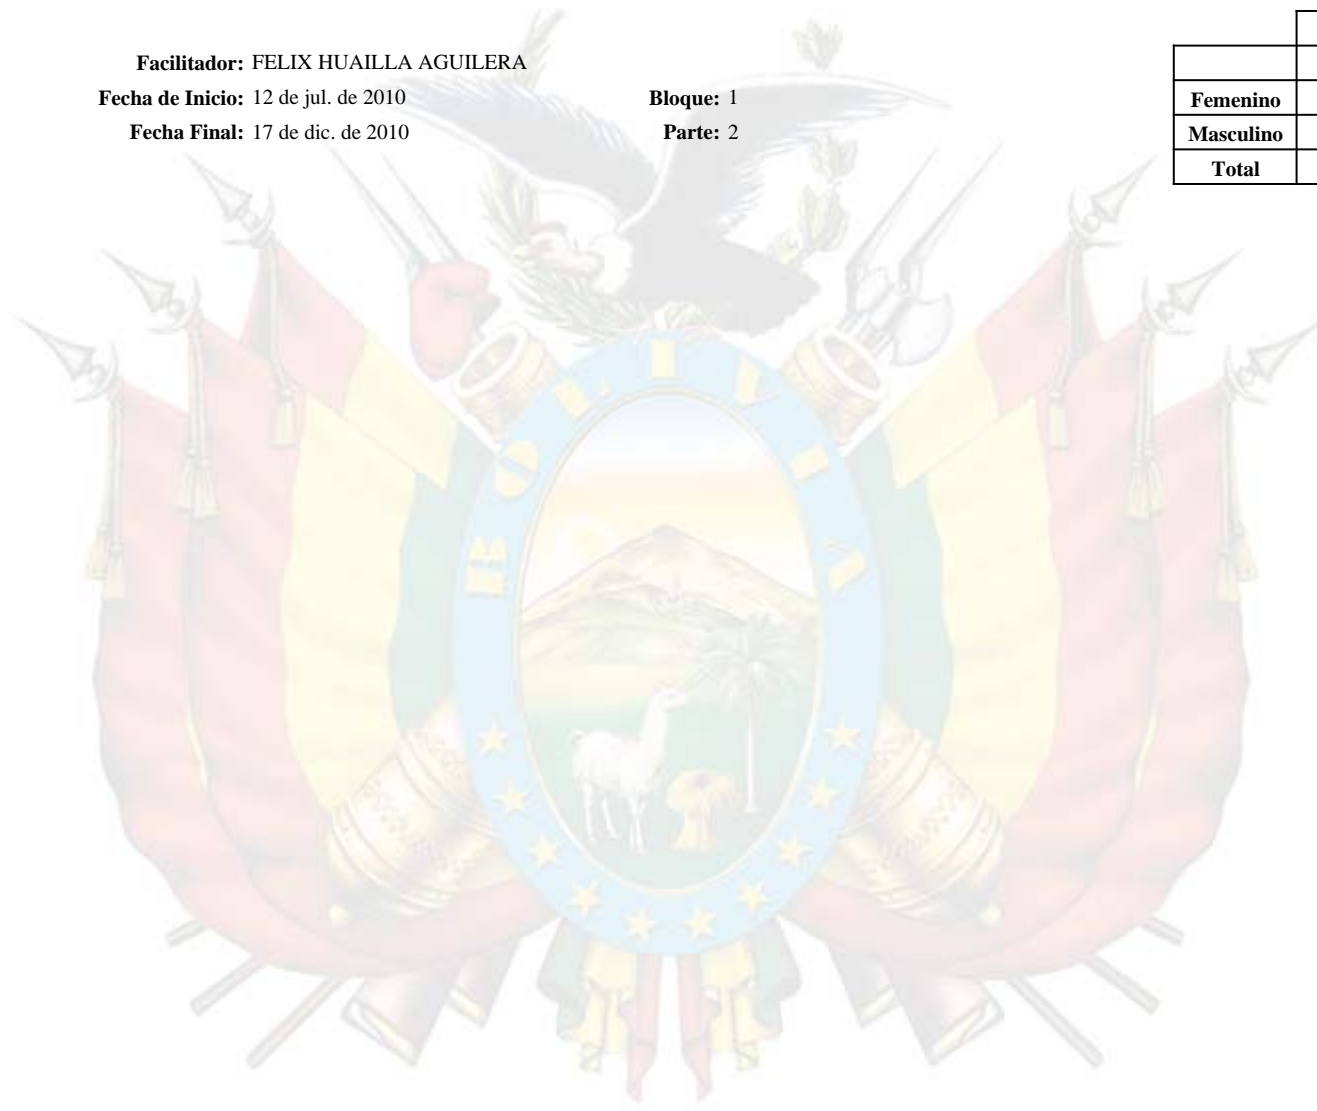 Facilitador: FELIX HUAILLA AGUILERA
Fecha de Inicio: 12 de jul. de 2010 Bloque: 1
Fecha Final: 17 de dic. de 2010 Parte: 2
Femenino
Masculino
Total
BOLIVIA